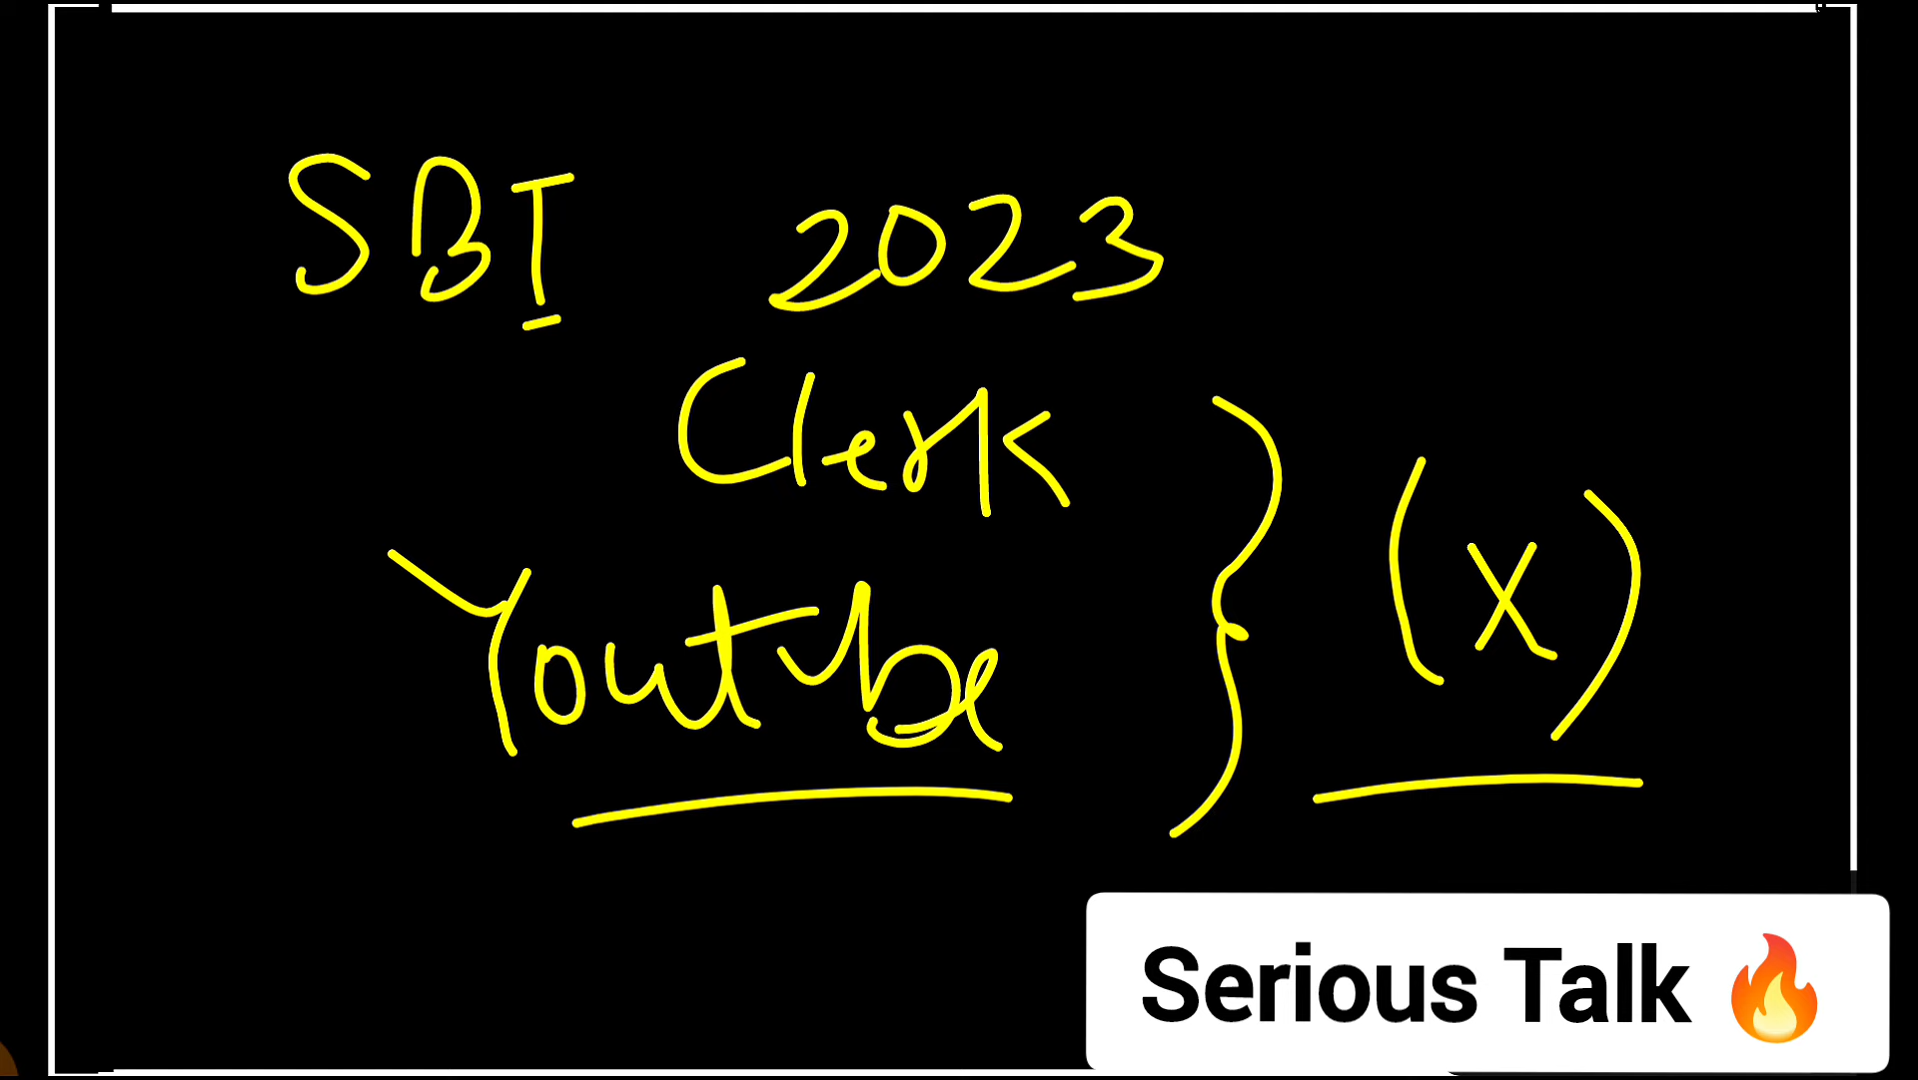 SBI 2023
Clerk
Youtube } (X)
Serious Talk 🔥